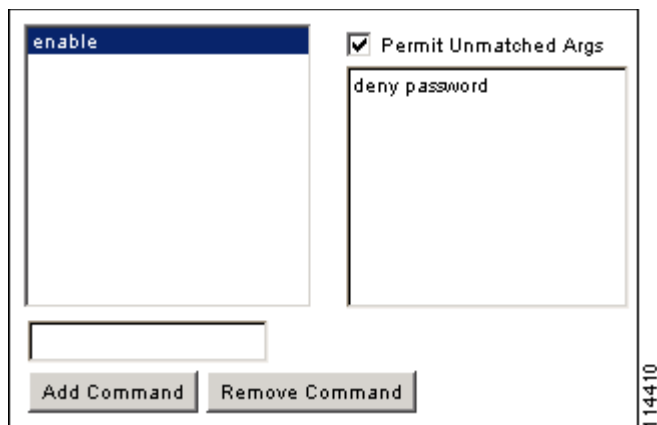 enable
Permit Unmatched Args
deny password
Add Command
Remove Command
114410